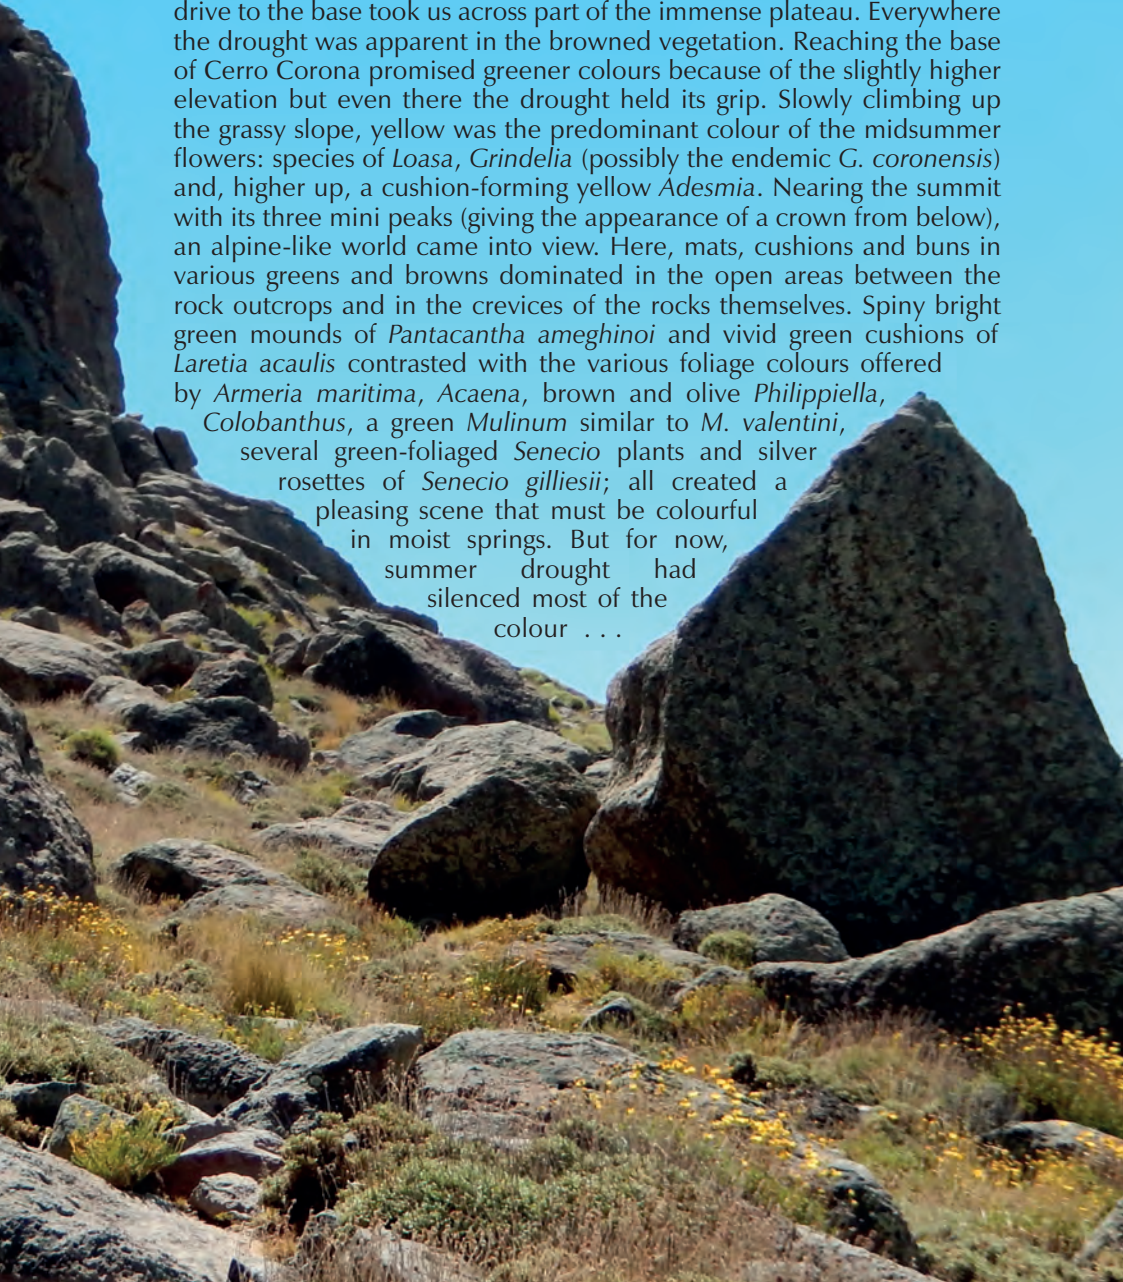 drive to the base took us across part of the immense plateau. Everywhere
the drought was apparent in the browned vegetation. Reaching the base
of Cerro Corona promised greener colours because of the slightly higher
elevation but even there the drought held its grip. Slowly climbing up
the grassy slope, yellow was the predominant colour of the midsummer
flowers: species of Loasa, Grindelia (possibly the endemic G. coronensis)
and, higher up, a cushion-forming yellow Adesmia. Nearing the summit
with its three mini peaks (giving the appearance of a crown from below),
an alpine-like world came into view. Here, mats, cushions and buns in
various greens and browns dominated in the open areas between the
rock outcrops and in the crevices of the rocks themselves. Spiny bright
green mounds of Pantacantha ameghinoi and vivid green cushions of
Laretia acaulis contrasted with the various foliage colours offered
by Armeria maritima, Acaena, brown and olive Philippiella,
Colobanthus, a green Mulinum similar to M. valentini,
several green-foliaged Senecio plants and silver
rosettes of Senecio gilliesii; all created a
pleasing scene that must be colourful
in moist springs. But for now,
summer drought had
silenced most of the
colour . . .